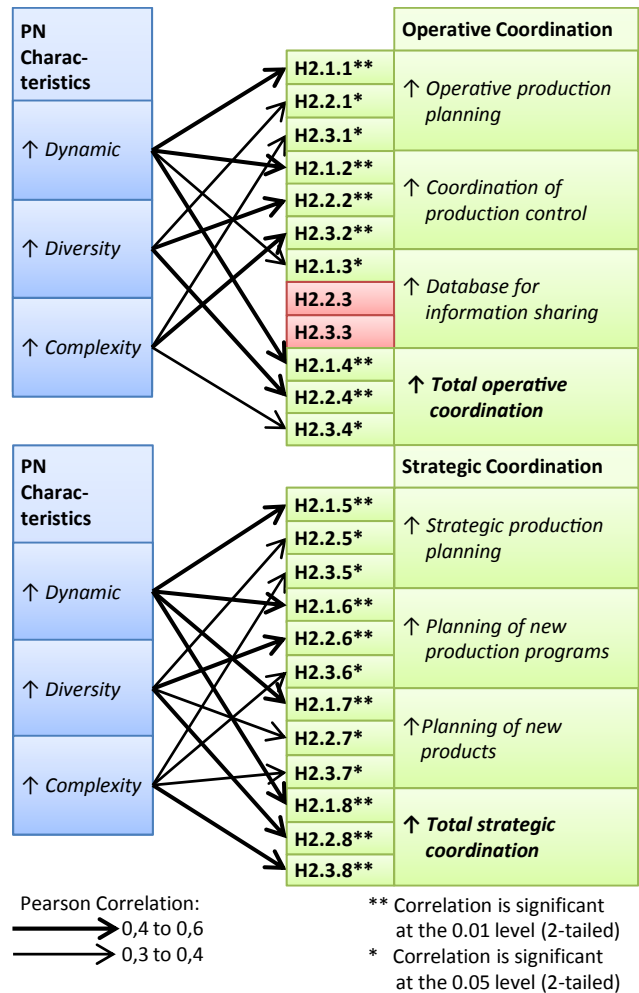 PN
Charac-
teristics
↑ Dynamic
↑ Diversity
↑ Complexity
Operative Coordination
H2.1.1**
H2.2.1*
H2.3.1*
↑ Operative production
planning
H2.1.2**
H2.2.2**
H2.3.2**
↑ Coordination of
production control
H2.1.3*
H2.2.3
H2.3.3
↑ Database for
information sharing
H2.1.4**
H2.2.4**
H2.3.4*
↑ Total operative
coordination
PN
Charac-
teristics
↑ Dynamic
↑ Diversity
↑ Complexity
Strategic Coordination
H2.1.5**
H2.2.5*
H2.3.5*
↑ Strategic production
planning
H2.1.6**
H2.2.6**
H2.3.6*
↑ Planning of new
production programs
H2.1.7**
H2.2.7*
H2.3.7*
↑Planning of new
products
H2.1.8**
H2.2.8**
H2.3.8**
↑ Total strategic
coordination
Pearson Correlation:
0,4 to 0,6
0,3 to 0,4
** Correlation is significant
at the 0.01 level (2-tailed)
* Correlation is significant
at the 0.05 level (2-tailed)